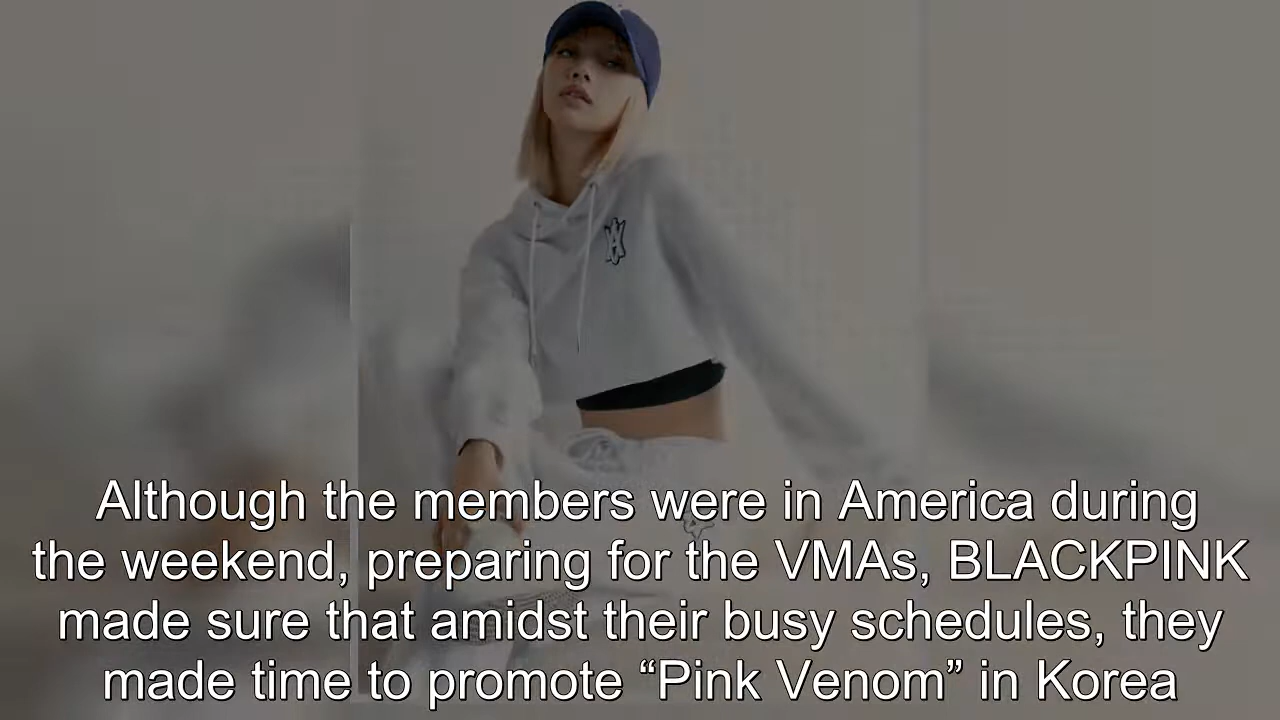 Although the members were in America during
the weekend, preparing for the VMAs, BLACKPINK
made sure that amidst their busy schedules, they
made time to promote “Pink Venom” in Korea